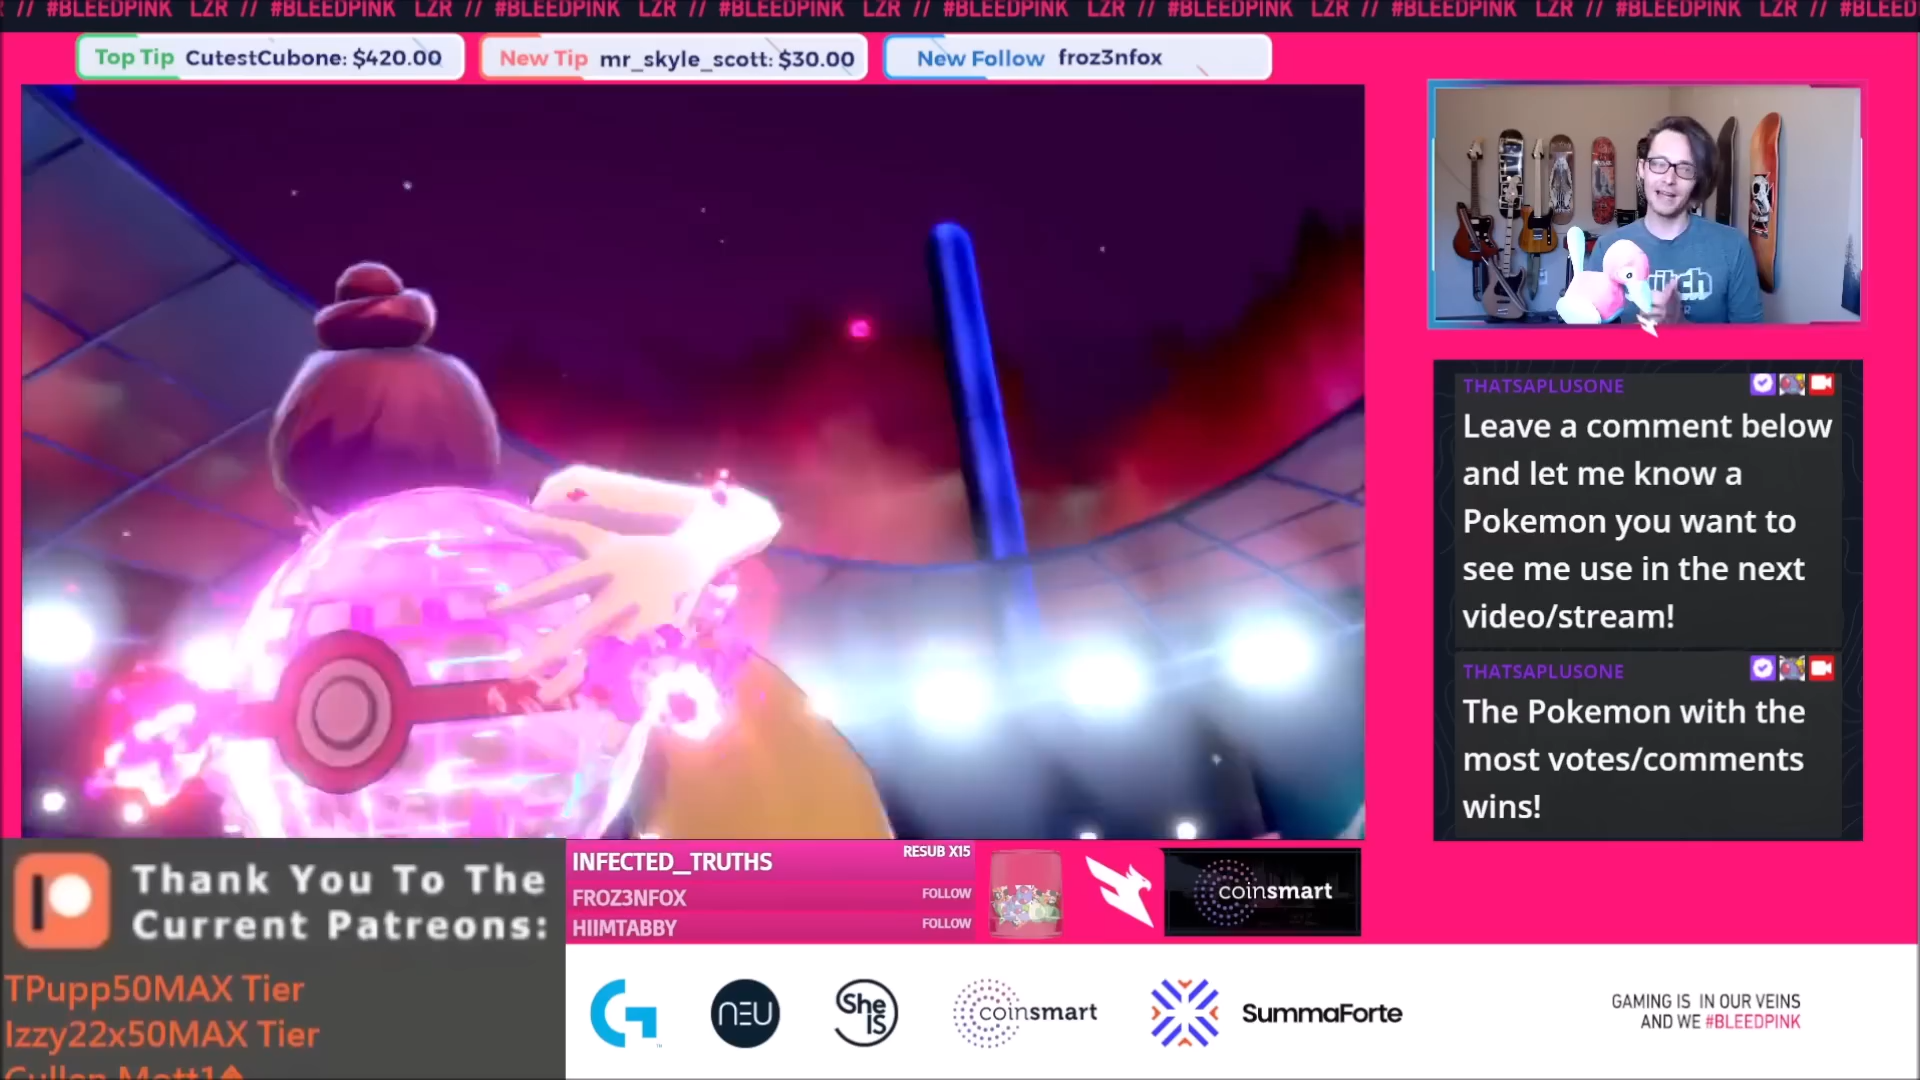 // #BLEEDPINK LZR // #BLEEDPINK LZR // #BLEEDPINK LZR // #BLEEDPINK LZR // #BLEEDPINK LZR // #BLEEDPINK LZR // #BLEEDPINK LZR // #BLEEDPINK LZR // #BLEED
Top Tip CutestCubone: $420.00
New Tip mr_skyle_scott: $30.00
New Follow froz3nfox
itch
THATSAPLUSONE
Leave a comment below
and let me know a
Pokemon you want to
see me use in the next
video/stream!
THATSAPLUSONE
The Pokemon with the
most votes/comments
wins!
Thank You To The
Current Patreons:
TPupp50MAX Tier
Izzy22x50MAX Tier
INFECTED_TRUTHS RESUB X15
FROZ3NFOX FOLLOW
HIIMTABBY FOLLOW
coinsmart
G
NEU
She
IS
coinsmart
SummaForte
GAMING IS IN OUR VEINS
AND WE #BLEEDPINK